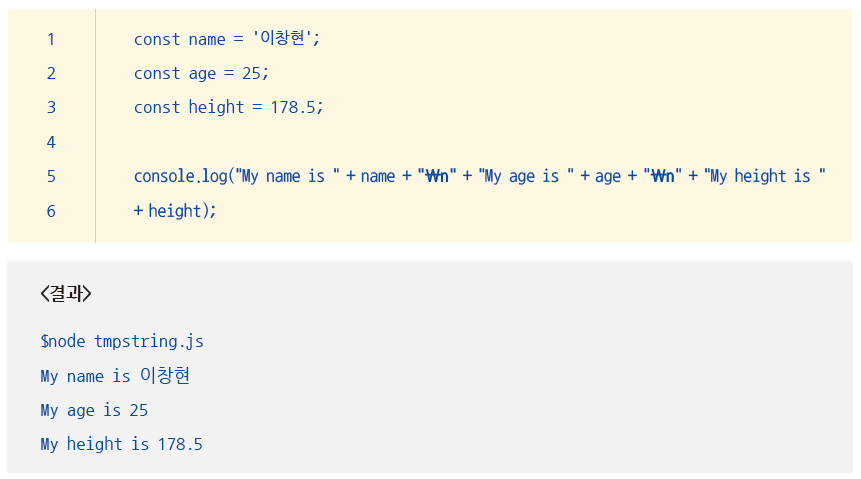 1 const name = '이창현';
2 const age = 25;
3 const height = 178.5;
4
5 console.log("My name is " + name + "₩n" + "My age is " + age + "₩n" + "My height is "
6 + height);
<결과>
$node tmpstring.js
My name is 이창현
My age is 25
My height is 178.5